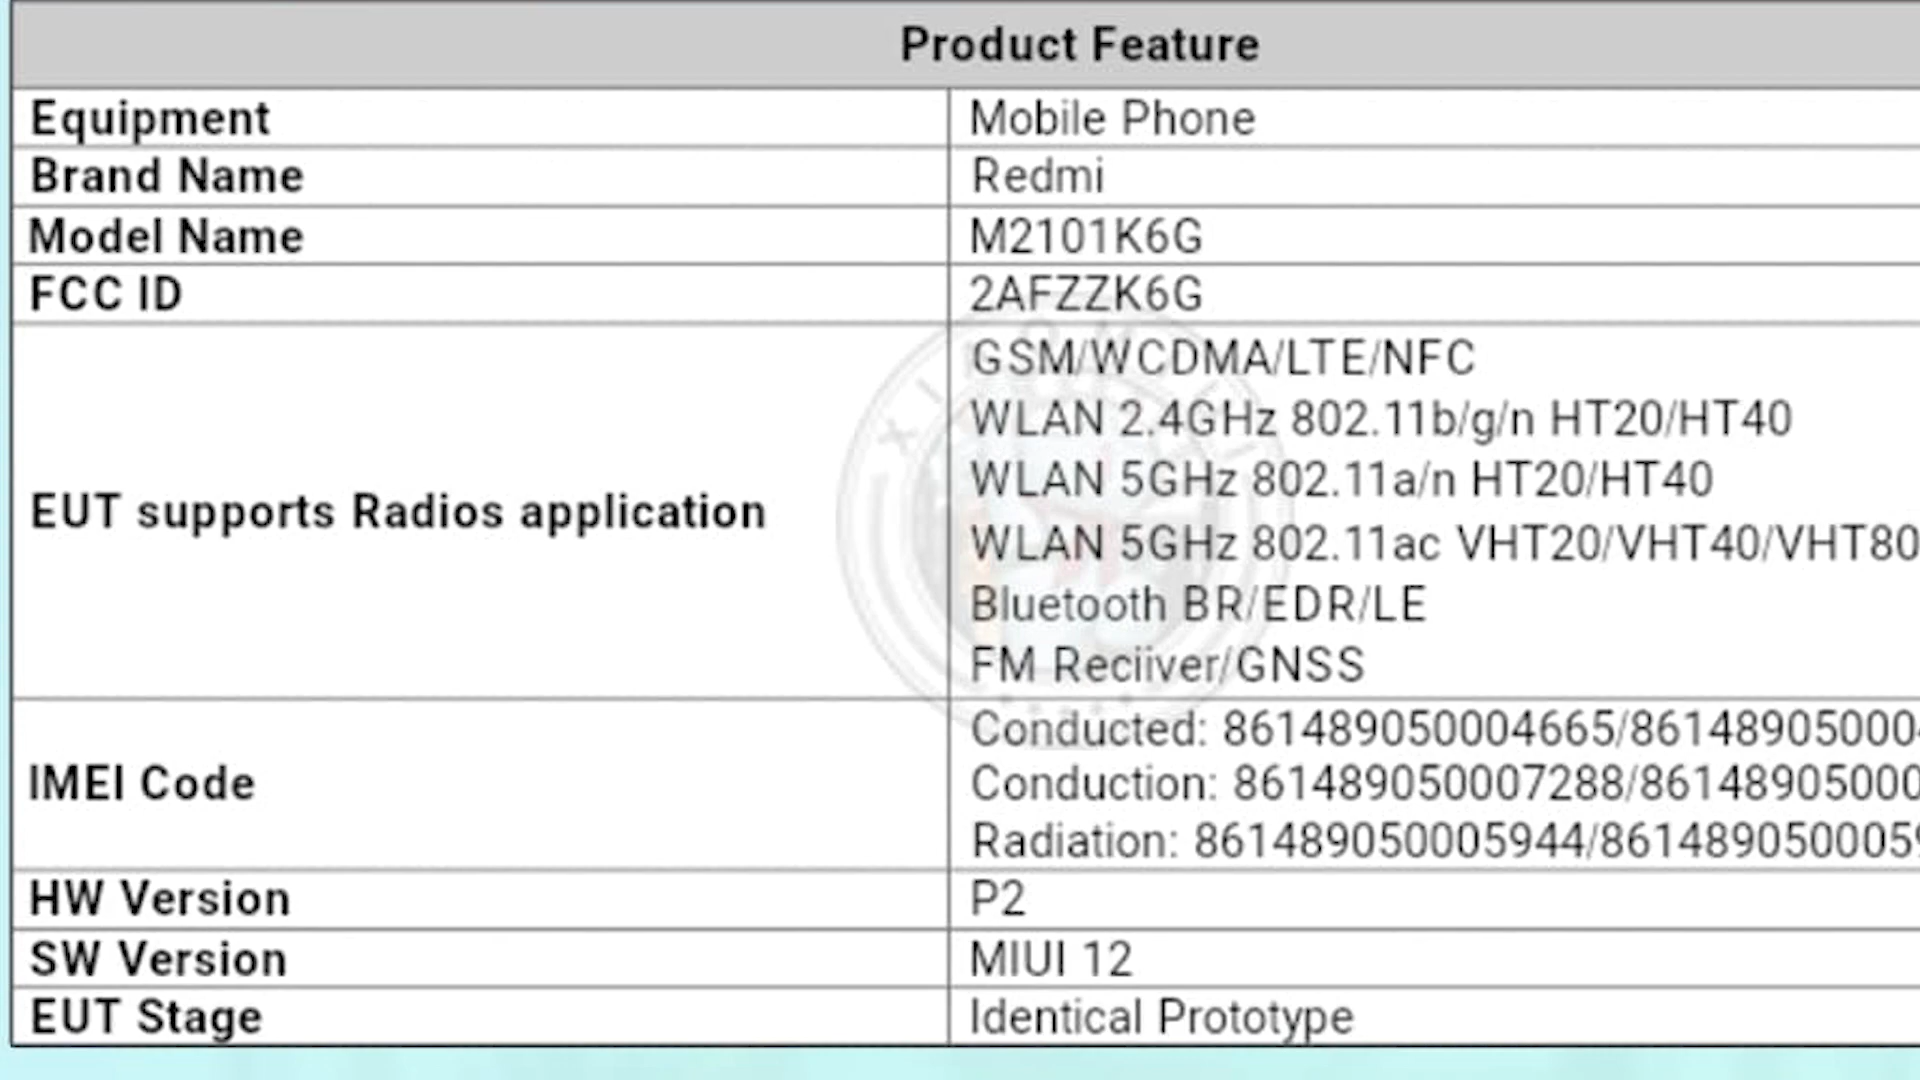 Product Feature
Equipment
Mobile Phone
Brand Name
Redmi
Model Name
M2101K6G
FCC ID
2AFZZK6G
EUT supports Radios application
GSM/WCDMA/LTE/NFC
WLAN 2.4GHz 802.11b/g/n HT20/HT40
WLAN 5GHz 802.11a/n HT20/HT40
WLAN 5GHz 802.11ac VHT20/VHT40/VHT80
Bluetooth BR/EDR/LE
FM Reciiver/GNSS
IMEI Code
Conducted: 861489050004665/86148905000
Conduction: 861489050007288/86148905000
Radiation: 861489050005944/861489050005
HW Version
P2
SW Version
MIUI 12
EUT Stage
Identical Prototype